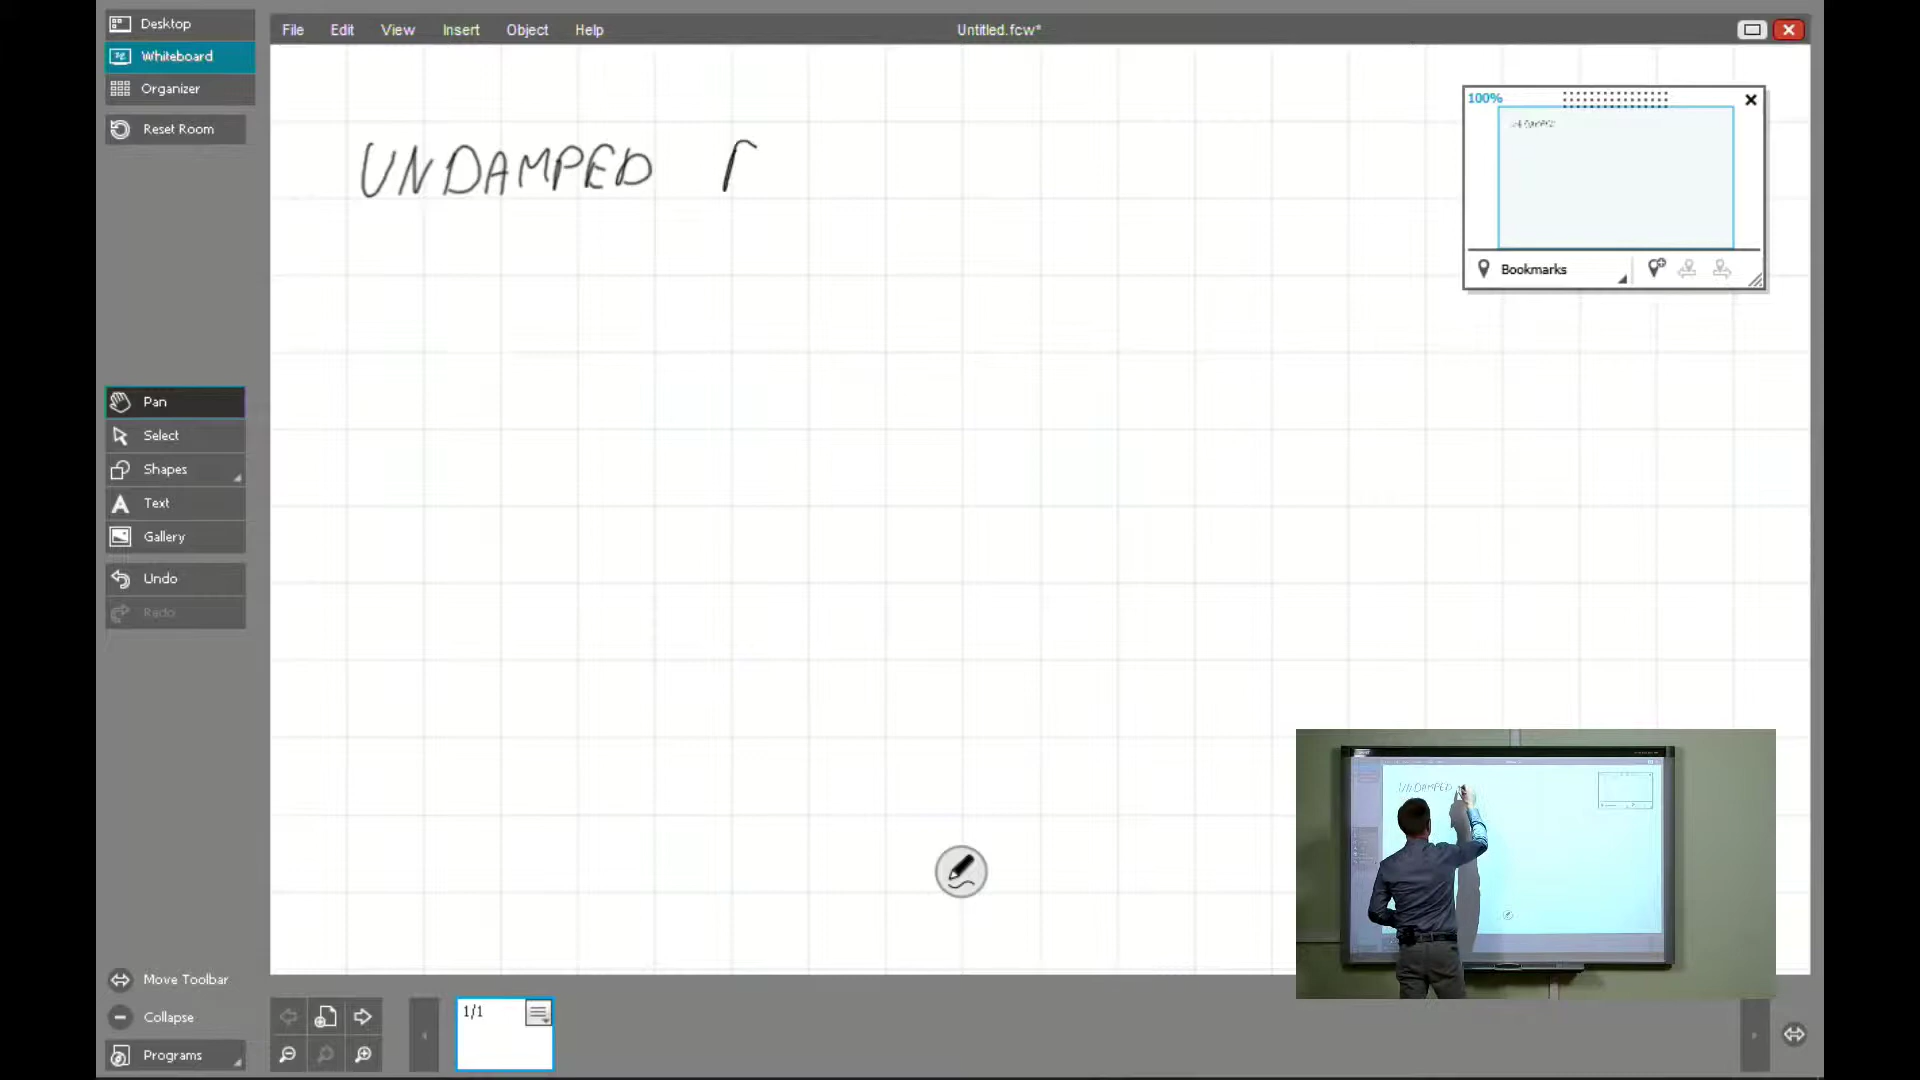 Desktop
Whiteboard
Organizer
Reset Room
File Edit View Insert Object Help
Untitled.fcw*
UNDAMPED
100%
Bookmarks
Pan
Select
Shapes
Text
Gallery
Undo
Redo
Move Toolbar
Collapse
Programs
1/1
UNDAMPED